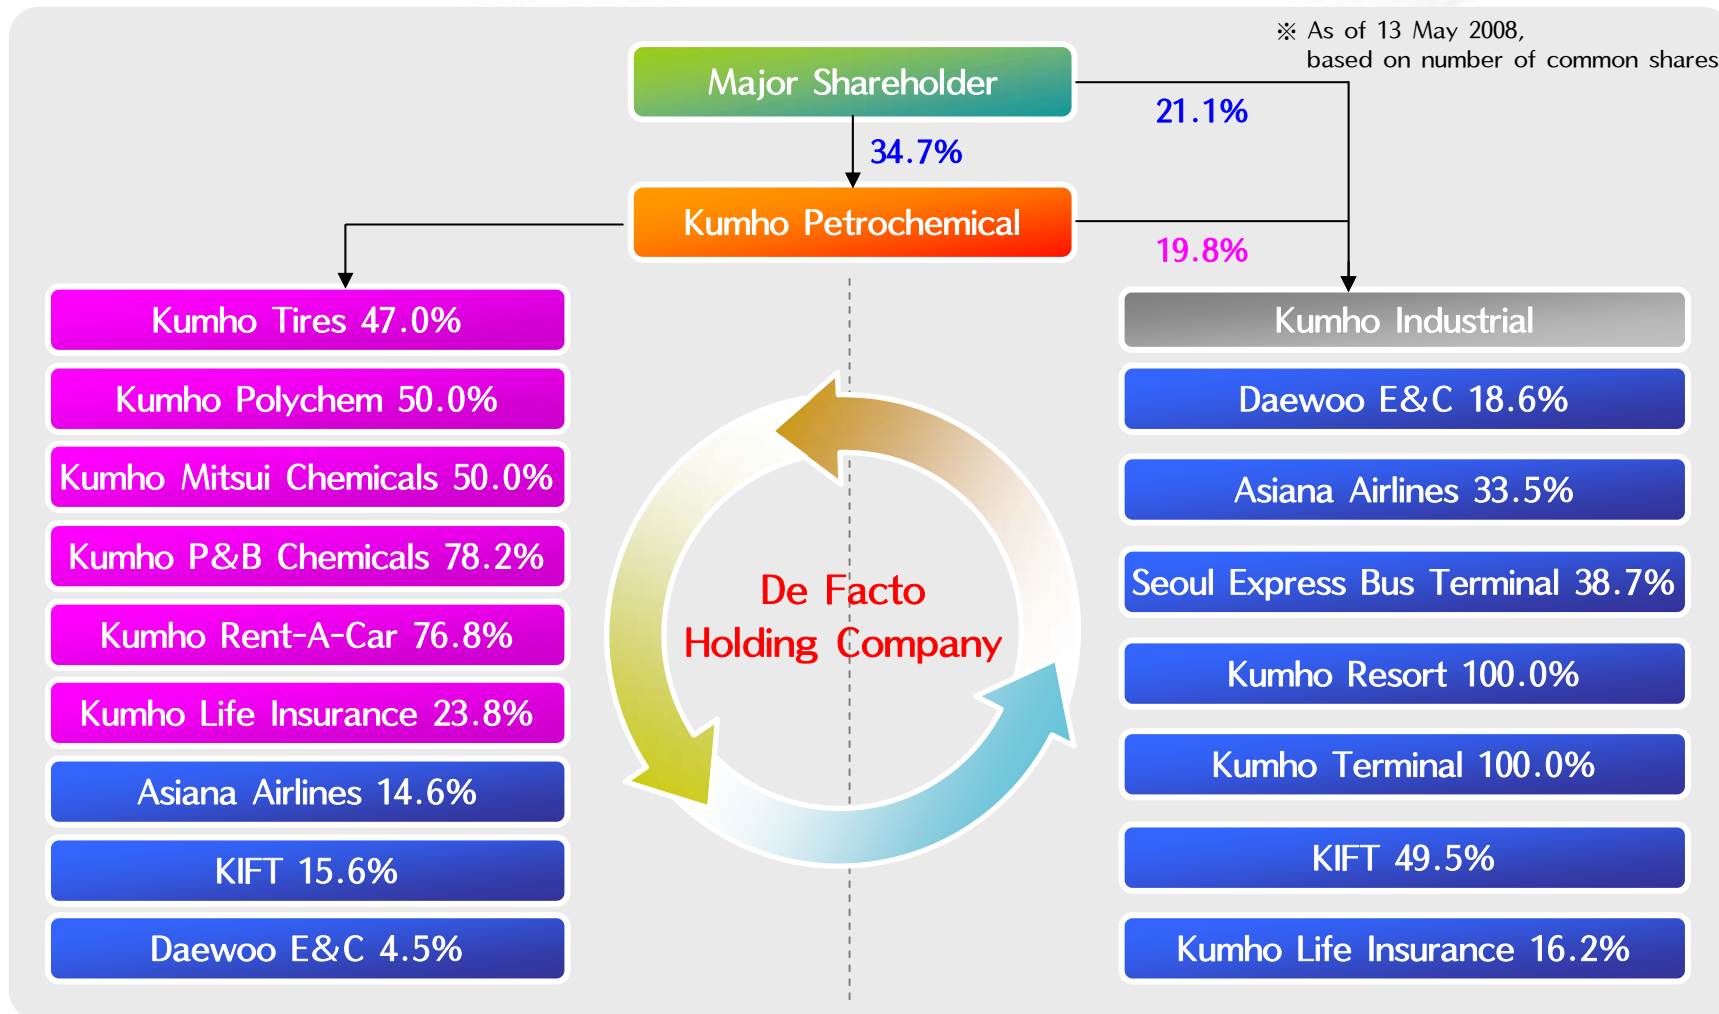 ※ As of 13 May 2008,
based on number of common shares
Major Shareholder
21.1%
34.7%
Kumho Petrochemical
19.8%
Kumho Tires 47.0%
Kumho Polychem 50.0%
Kumho Mitsui Chemicals 50.0%
Kumho P&B Chemicals 78.2%
Kumho Rent-A-Car 76.8%
Kumho Life Insurance 23.8%
Asiana Airlines 14.6%
KIFT 15.6%
Daewoo E&C 4.5%
De Facto
Holding Company
Kumho Industrial
Daewoo E&C 18.6%
Asiana Airlines 33.5%
Seoul Express Bus Terminal 38.7%
Kumho Resort 100.0%
Kumho Terminal 100.0%
KIFT 49.5%
Kumho Life Insurance 16.2%